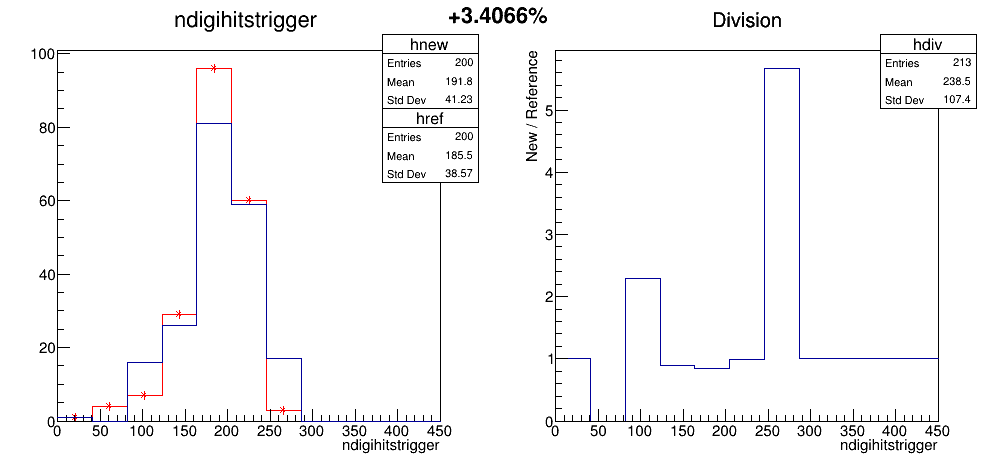 ndigihitstrigger
+3.4066%
Division
hnew
Entries 200
Mean 191.8
Std Dev 41.23
href
Entries 200
Mean 185.5
Std Dev 38.57
100
80
60
40
20
0
0 50 100 150 200 250 300 350 400 450
ndigihitstrigger
hdiv
Entries 213
Mean 238.5
Std Dev 107.4
New / Reference
5
4
3
2
1
0
0 50 100 150 200 250 300 350 400 450
ndigihitstrigger